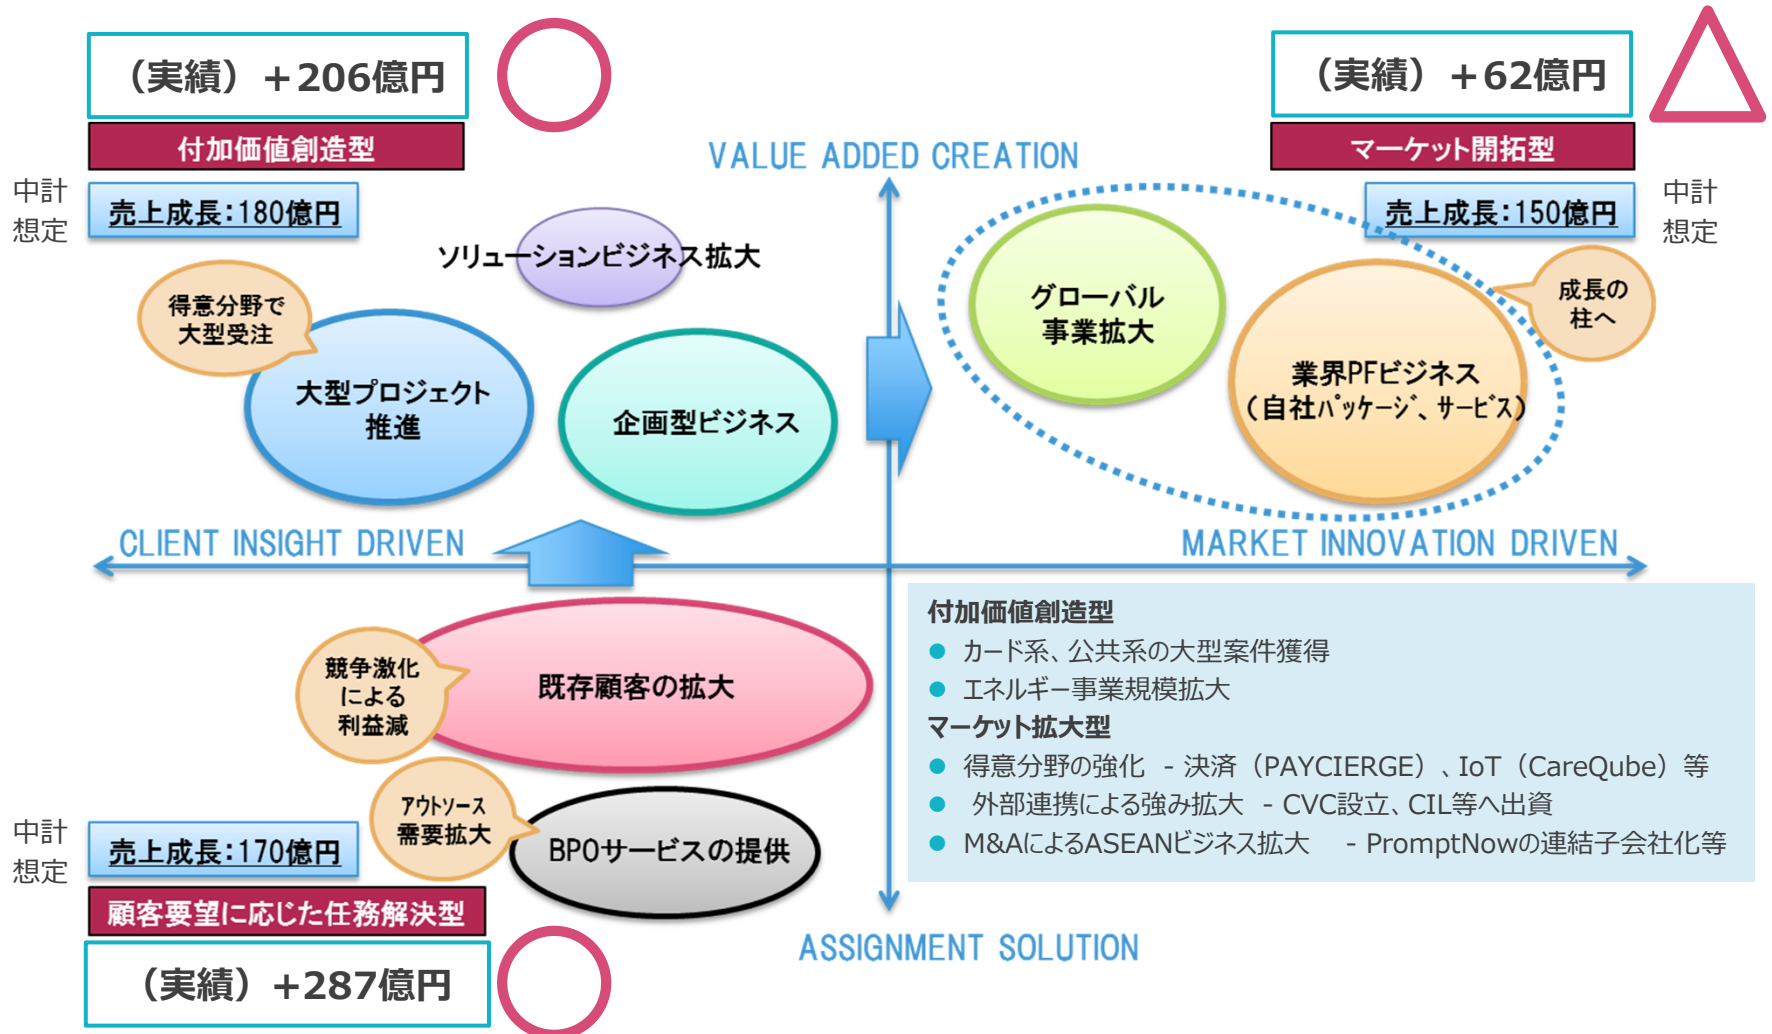 （実績）＋206億円
付加価値創造型
中計
想定
売上成長：180億円
（実績）＋62億円
マーケット開拓型
売上成長：150億円
中計
想定
VALUE ADDED CREATION
ソリューションビジネス拡大
得意分野で
大型受注
大型プロジェクト
推進
企画型ビジネス
グローバル
事業拡大
成長の
柱へ
業界PFビジネス
（自社ﾊﾟｯｹｰｼﾞ、ｻｰﾋﾞｽ）
CLIENT INSIGHT DRIVEN
MARKET INNOVATION DRIVEN
競争激化
による
利益減
既存顧客の拡大
アウトソース
需要拡大
BPOサービスの提供
中計
想定
売上成長：170億円
顧客要望に応じた任務解決型
（実績）+287億円
ASSIGNMENT SOLUTION
付加価値創造型
● カード系、公共系の大型案件獲得
● エネルギー事業規模拡大
マーケット拡大型
● 得意分野の強化 - 決済（PAYCIERGE）、IoT（CareQube）等
● 外部連携による強み拡大 - CVC設立、CIL等へ出資
● M&AによるASEANビジネス拡大 - PromptNowの連結子会社化等